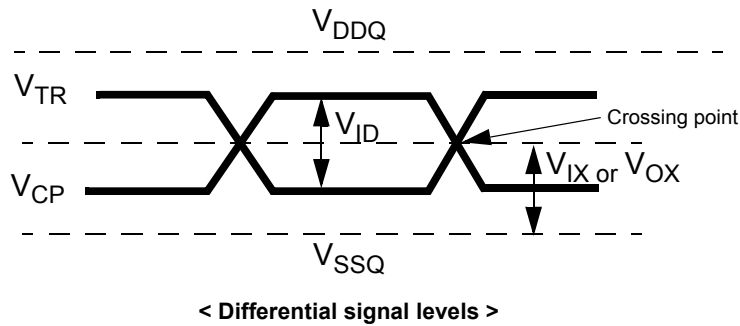 VDDQ
VTR
Crossing point
VID
VIX or VOX
VCP
VSSQ
< Differential signal levels >